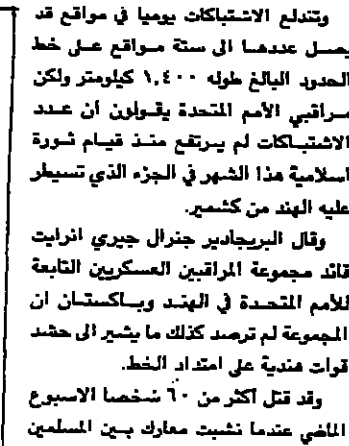 وتندلع الاشتباكات يوميا في مواقع قد
يصل عددها الى ستة مواقع على خط
الحدود البالغ طوله ١,٤٠٠ كيلومتر ولكن
مراقبي الأمم المتحدة يقولون أن عدد
الاشتباكات لم يرتفع منذ قيام ثورة
اسلامية هذا الشهر في الجزء الذي تسيطر
عليه الهند من كشمير.
وقال البريجادير جنرال جيري انرايت
قائد مجموعة المراقبين العسكريين التابعة
للأمم المتحدة في الهند وباكستان ان
المجموعة لم ترصد كذلك ما يشير الى حشد
قوات هندية على امتداد الخط.
وقد قتل أكثر من ٦٠ شخصا الاسبوع
الماضي عندما نشبت معارك بين المسلمين